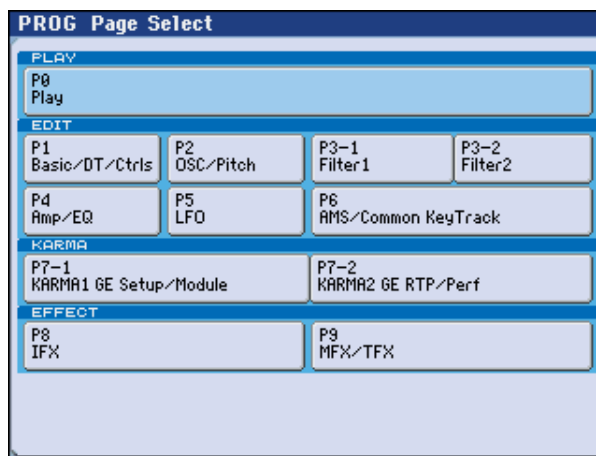 PROG Page Select
PLAY
P0
Play
EDIT
P1
Basic/DT/Ctrls
P2
OSC/Pitch
P3-1
Filter1
P3-2
Filter2
P4
Amp/EQ
P5
LFO
P6
AMS/Common KeyTrack
KARMA
P7-1
KARMA1 GE Setup/Module
P7-2
KARMA2 GE RTP/Perf
EFFECT
P8
IFX
P9
MFX/TFX